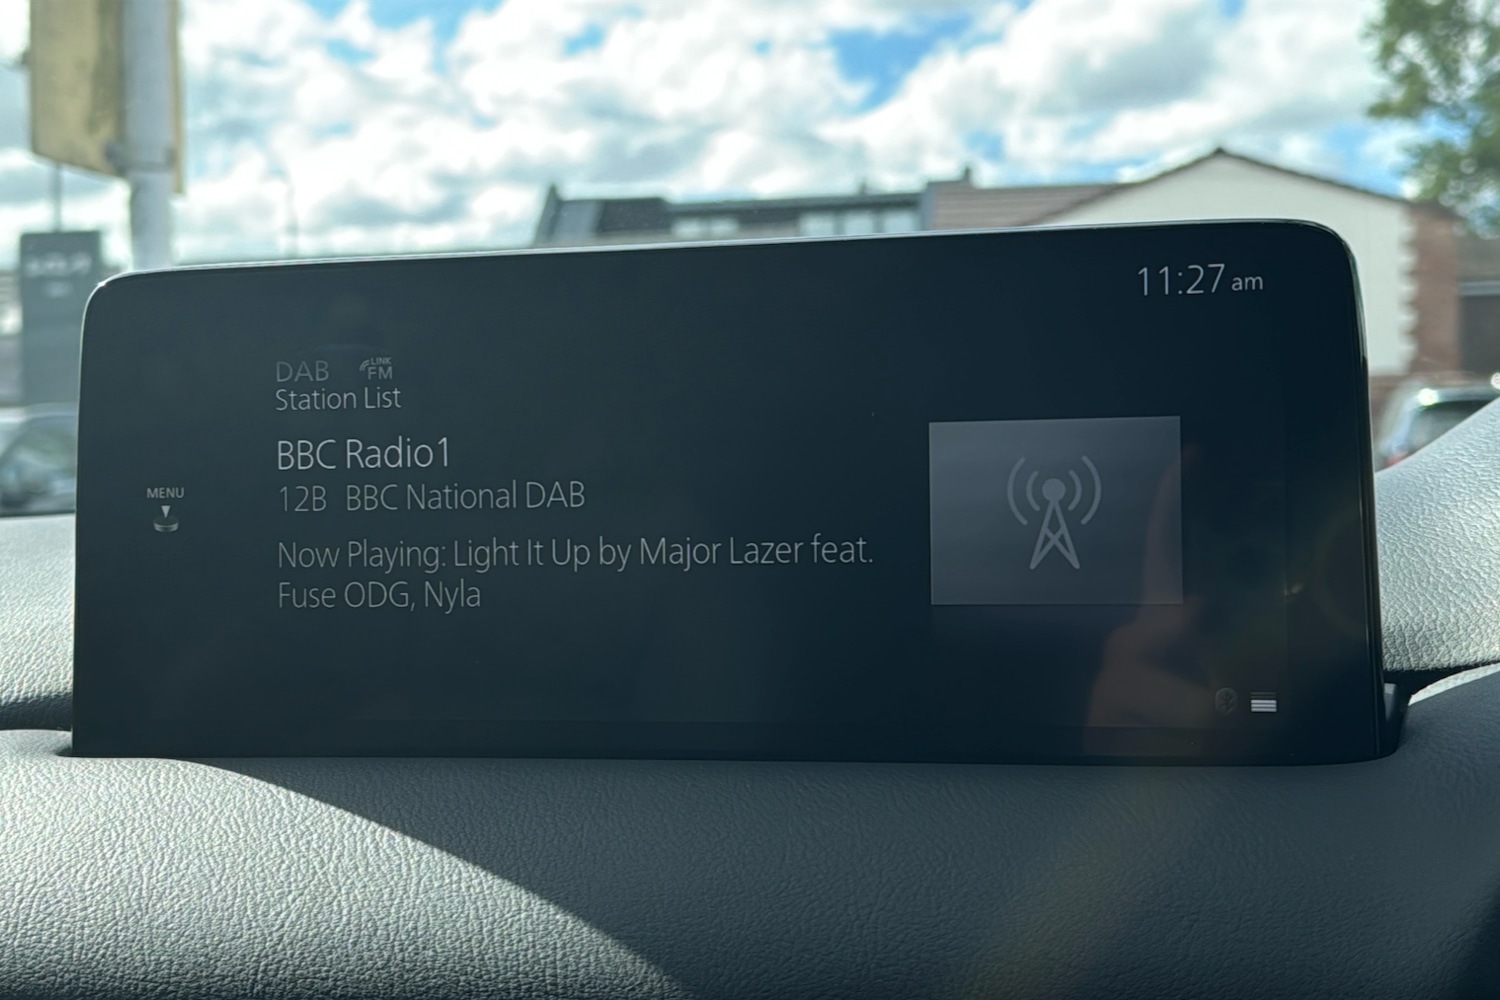 11:27 am
DAB LINK FM
Station List
BBC Radio1
MENU
12B BBC National DAB
Now Playing: Light It Up by Major Lazer feat.
Fuse ODG, Nyla